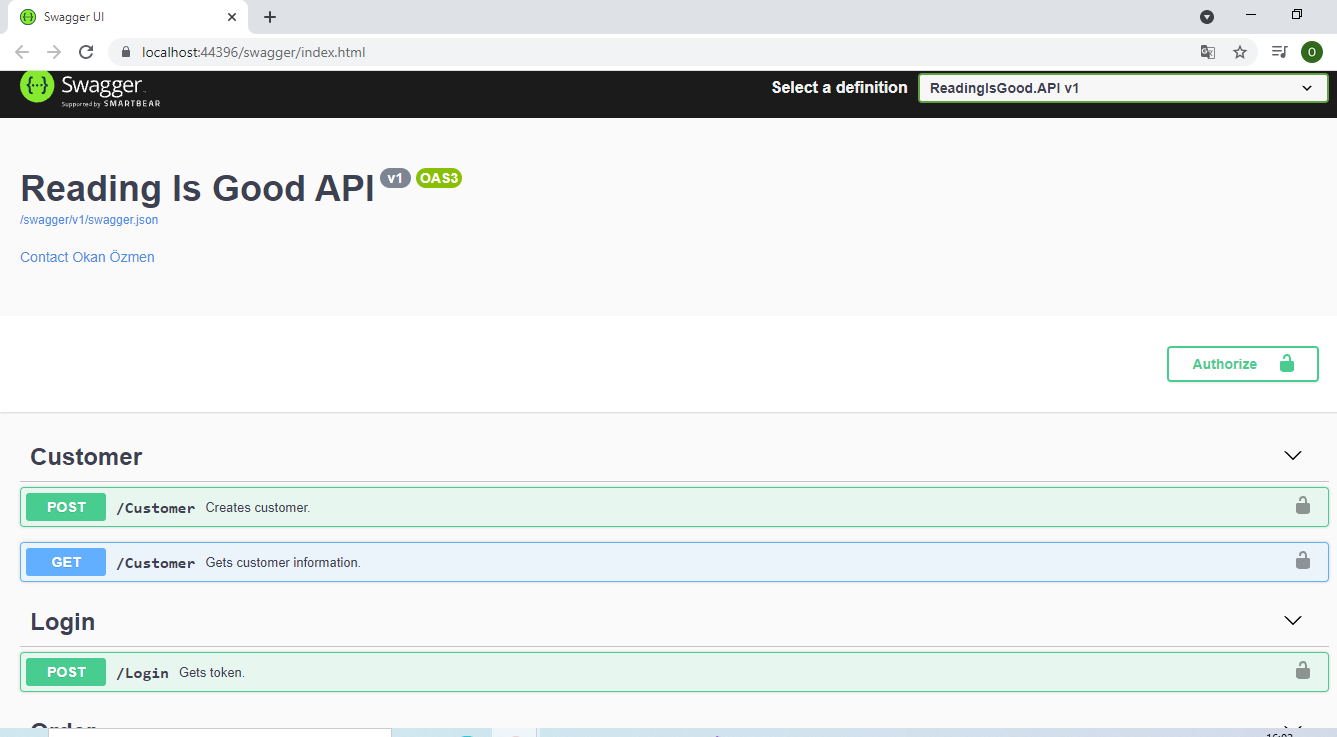 Swagger UI
localhost:44396/swagger/index.html
O
{...} Swagger
Supported by SMARTBEAR
Select a definition
ReadingIsGood.API v1
Reading Is Good API v1 OAS3
/swagger/v1/swagger.json
Contact Okan Özmen
Authorize
Customer
POST /Customer Creates customer.
GET /Customer Gets customer information.
Login
POST /Login Gets token.
Order